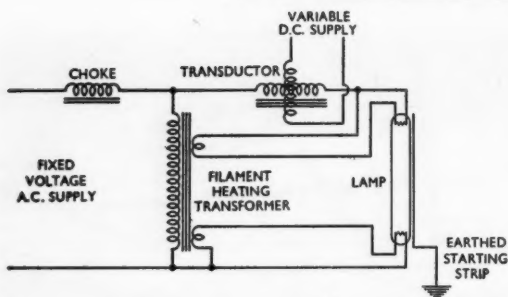 VARIABLE
D.C. SUPPLY
CHOKE
TRANSDUCTOR
FIXED
VOLTAGE
A.C. SUPPLY
FILAMENT
HEATING
TRANSFORMER
LAMP
EARTHED
STARTING
STRIP